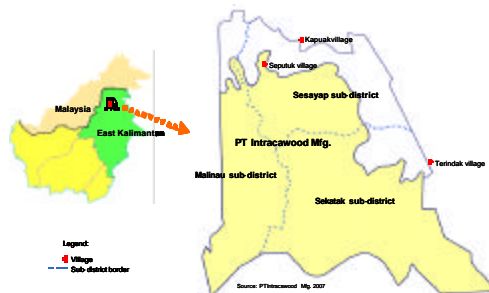 Kapuakvillage
Seputuk village
Sesayap sub-district
Malaysia
East Kalimantan
PT Intracawood Mfg.
Terindak village
Malinau sub-district
Sekatak sub-district
Legend:
Village
Sub-district border
Source: PTIntracawood Mfg. 2007